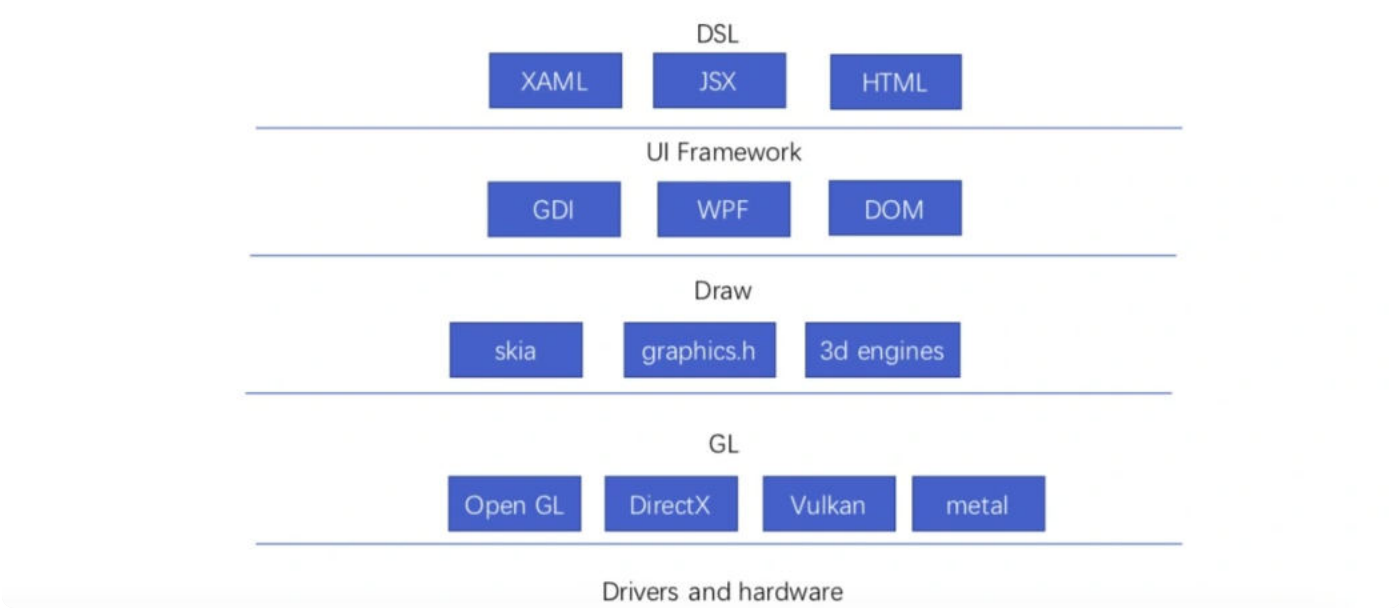 DSL
XAML JSX HTML
UI Framework
GDI WPF DOM
Draw
skia graphics.h 3d engines
GL
Open GL DirectX Vulkan metal
Drivers and hardware